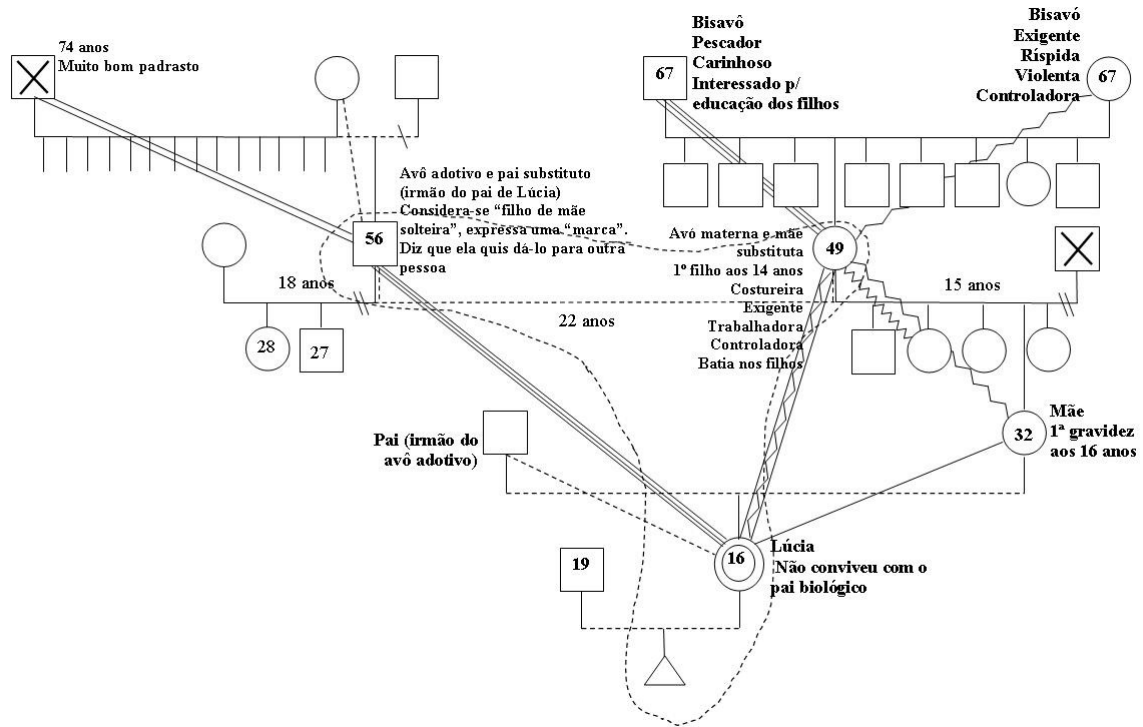 74 anos
Muito bom padrasto
Bisavô
Pescador
Carinhoso
Interessado p/
educação dos filhos
67
Bisavó
Exigente
Ríspida
Violenta
Controladora
67
Avô adotivo e pai substituto
(irmão do pai de Lúcia)
Considera-se “filho de mãe
solteira”, expressa uma “marca”.
Diz que ela quis dá-lo para outra
pessoa
56
Avó materna e mãe
substituta
1º filho aos 14 anos
Costureira
Exigente
Trabalhadora
Controladora
Batia nos filhos
49
18 anos
22 anos
15 anos
28
27
Pai (irmão do
avô adotivo)
32
Mãe
1ª gravidez
aos 16 anos
19
16
Lúcia
Não conviveu com o
pai biológico